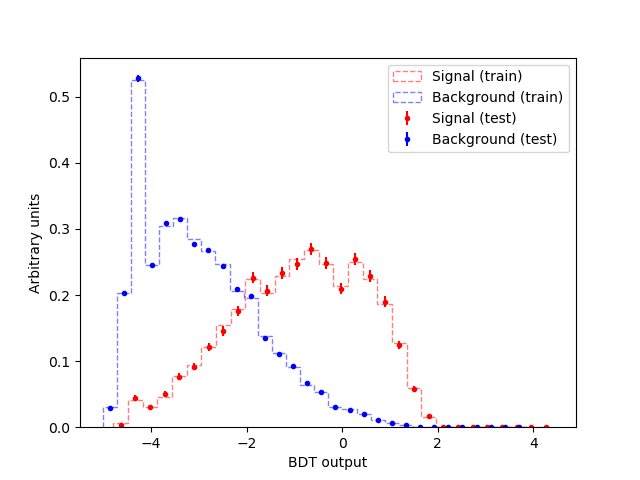 Signal (train)
Background (train)
Signal (test)
Background (test)
Arbitrary units
0.5
0.4
0.3
0.2
0.1
0.0
−4
−2
0
2
4
BDT output